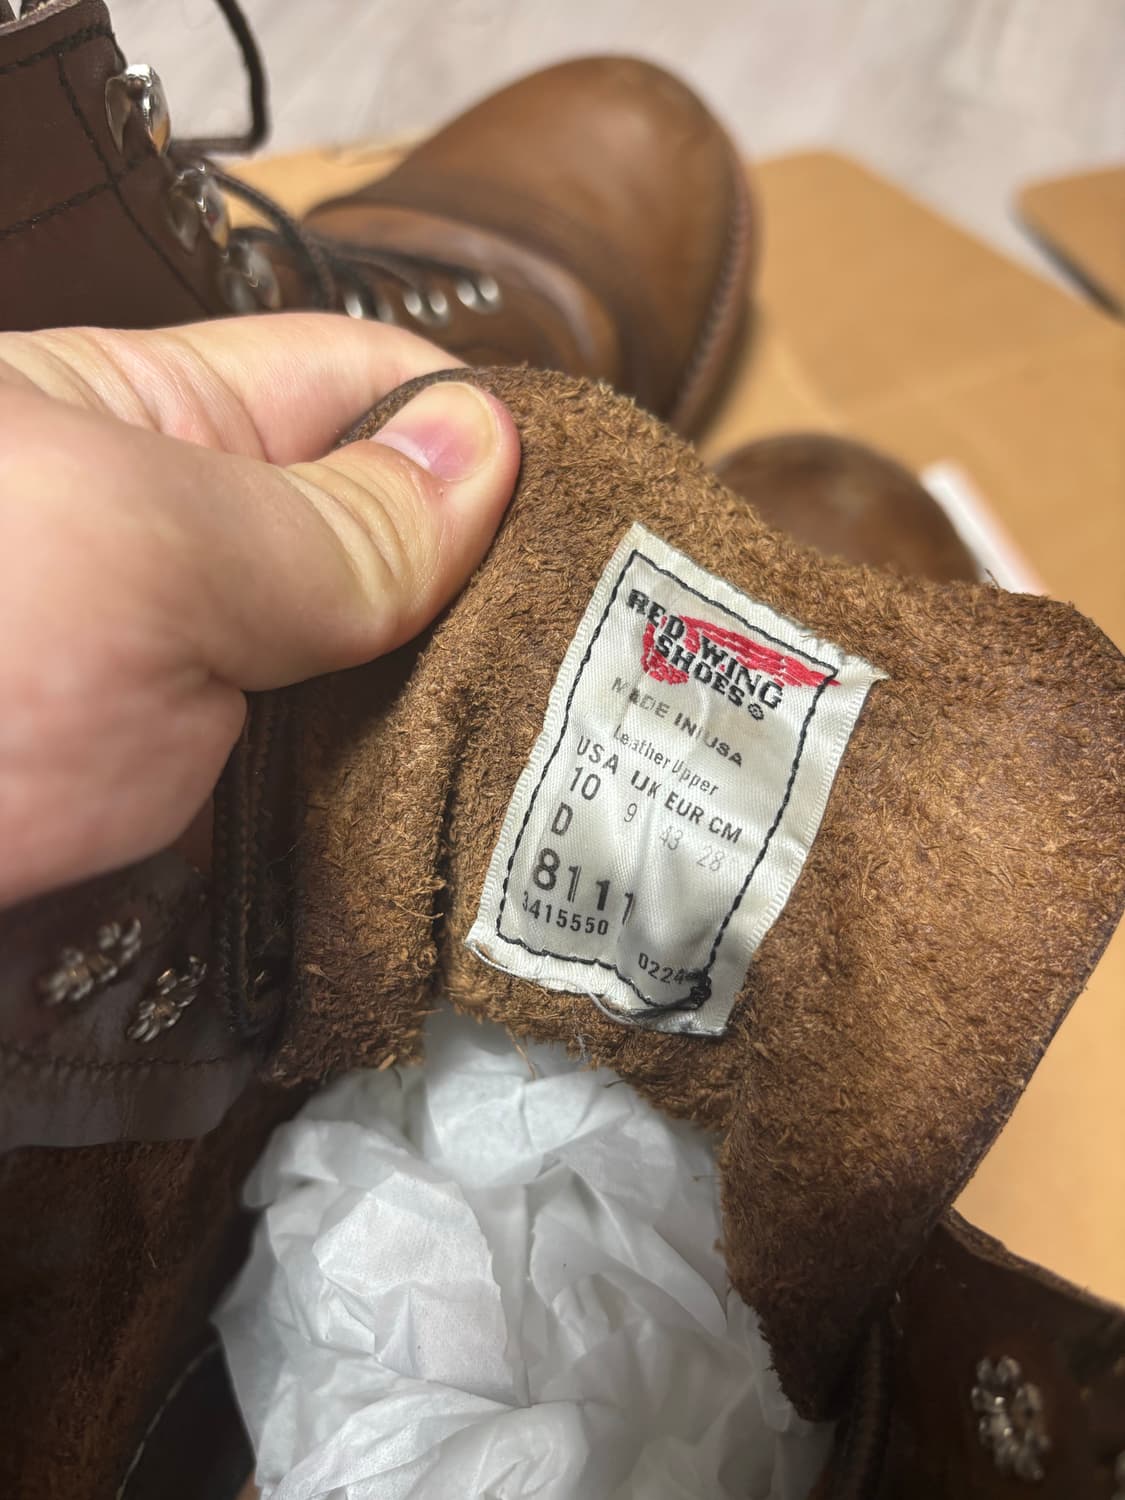 RED WING
SHOES®
MADE IN USA
Leather Upper
USA UK EUR CM
10 9 43 28
D
8111
3415550
0224